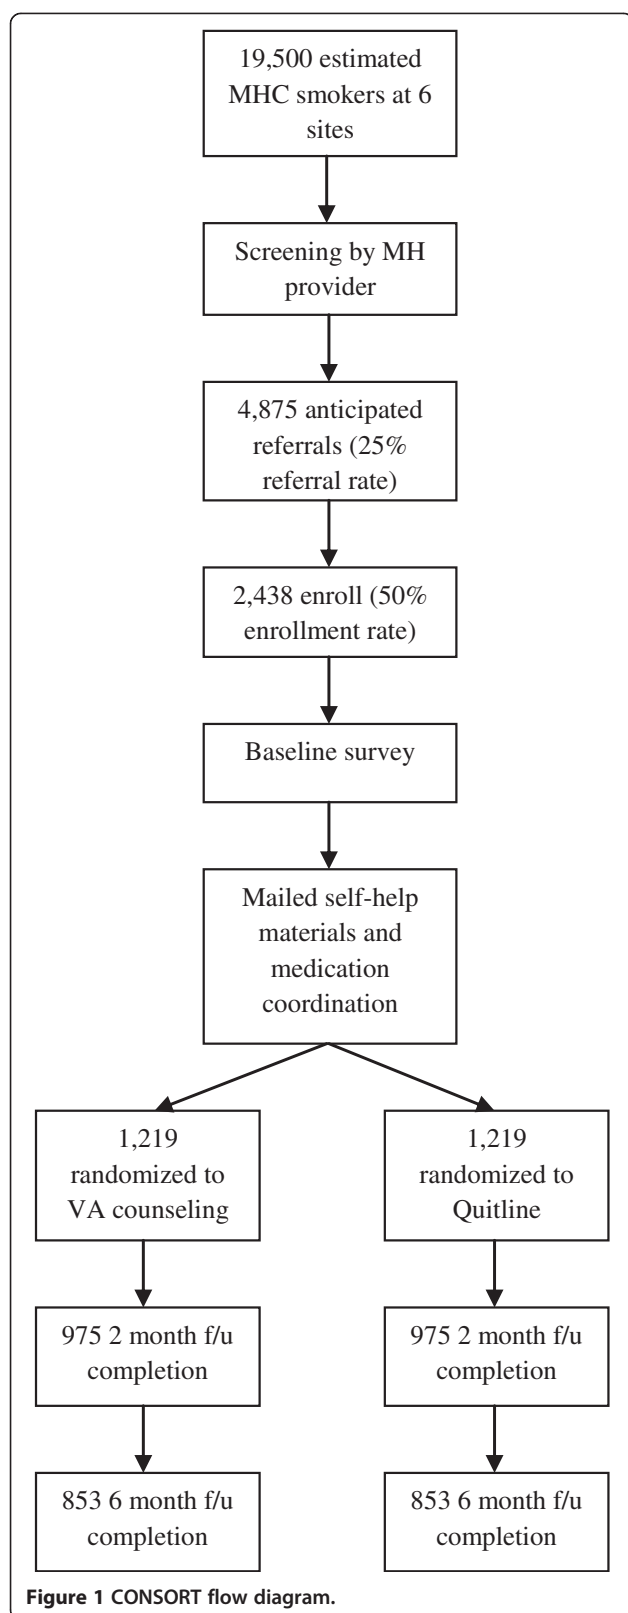 19,500 estimated
MHC smokers at 6
sites
Screening by MH
provider
4,875 anticipated
referrals (25%
referral rate)
2,438 enroll (50%
enrollment rate)
Baseline survey
Mailed self-help
materials and
medication
coordination
1,219
randomized to
VA counseling
1,219
randomized to
Quitline
975 2 month f/u
completion
975 2 month f/u
completion
853 6 month f/u
completion
853 6 month f/u
completion
Figure 1 CONSORT flow diagram.